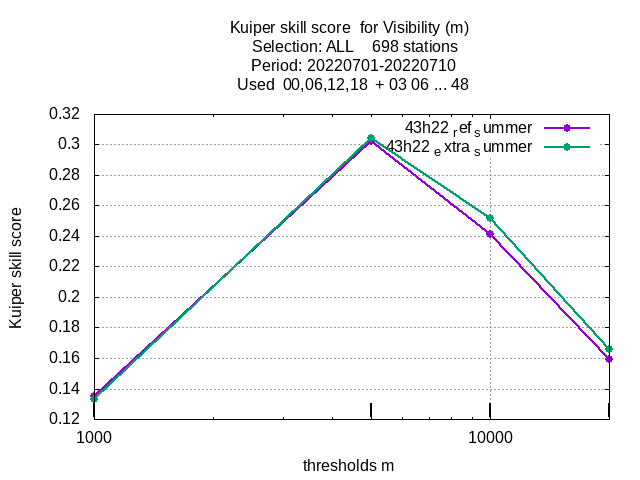 Kuiper skill score  for Visibility (m)
Selection: ALL    698 stations
Period: 20220701-20220710
Used  00,06,12,18  + 03 06 ... 48
0.32
0.3
0.28
0.26
0.24
0.22
0.2
0.18
0.16
0.14
0.12
Kuiper skill score
43h22 ref summer
43h22 extra summer
1000
10000
thresholds m